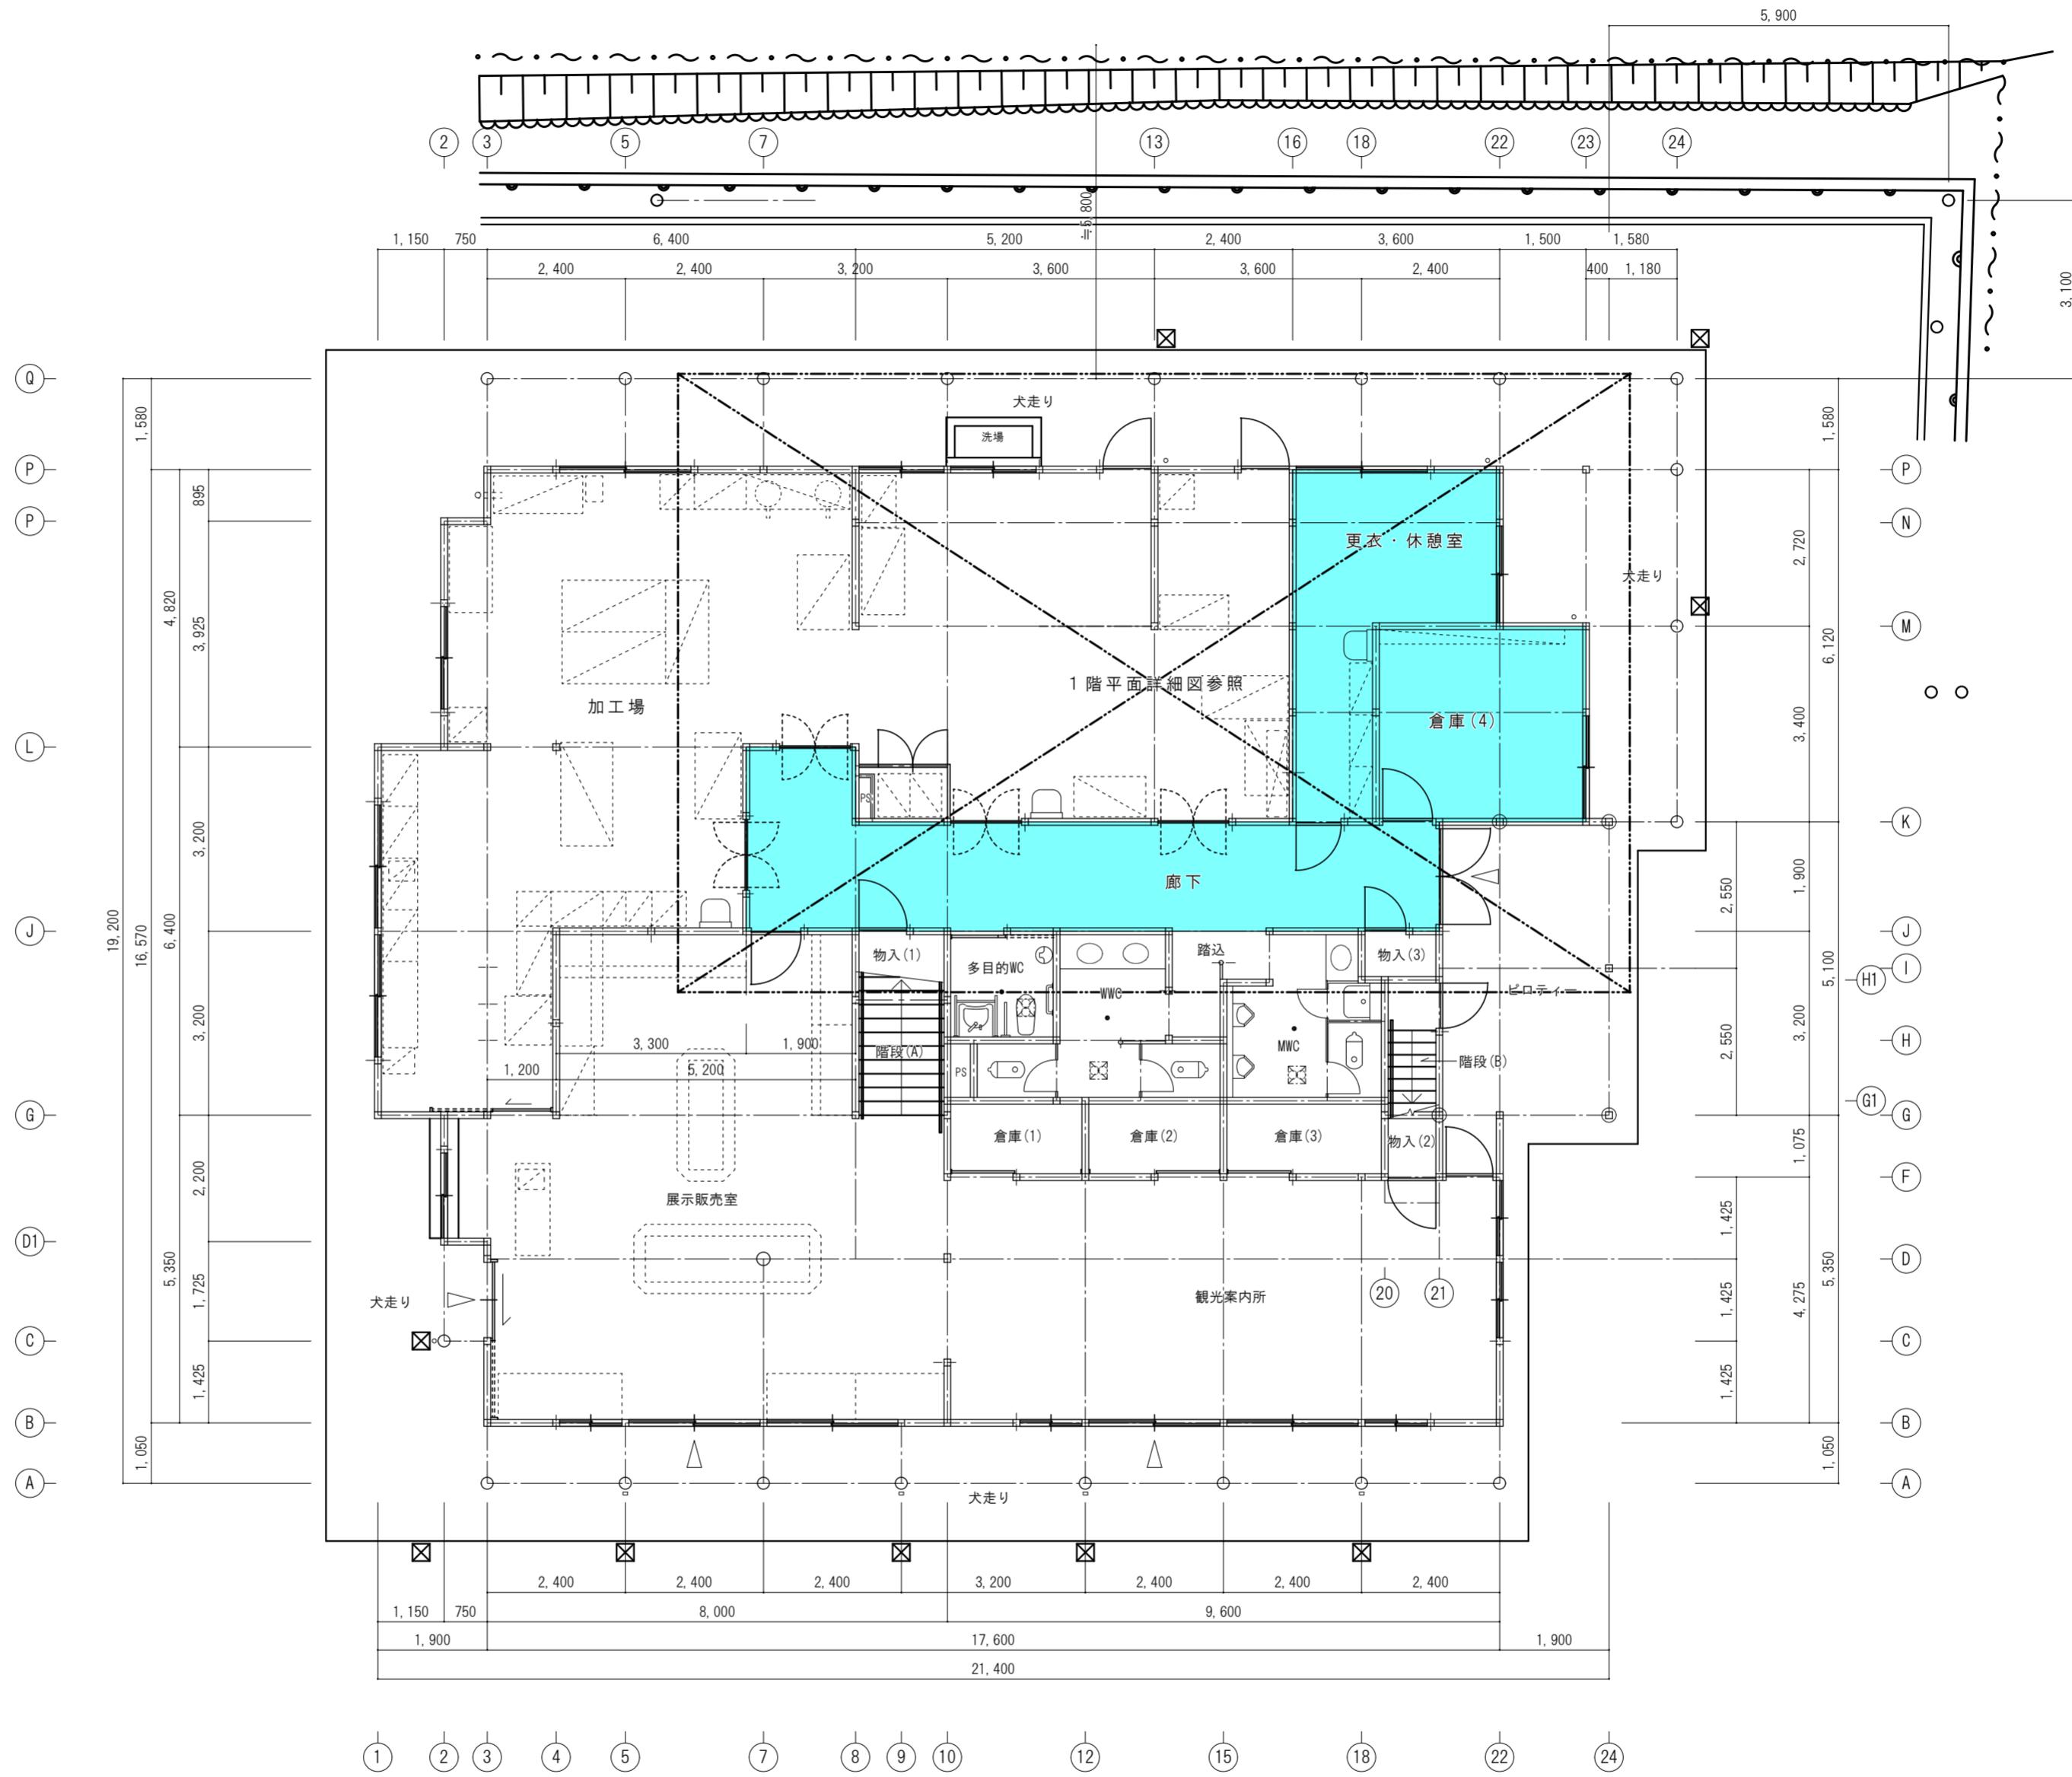 5,900
② ③ ⑤ ⑦ ⑬ ⑯ ⑱ ㉒ ㉓ ㉔
≒5,800
1,150 750 6,400 5,200 2,400 3,600 1,500 1,580
2,400 2,400 3,200 3,600 3,600 2,400 400 1,180
3,100
Q
P
P
L
J
G
D1
C
B
A
19,200
1,580
16,570
1,050
4,820
6,400
5,350
895
3,925
3,200
3,200
2,200
1,725
1,425
犬走り
洗場
更衣・休憩室
犬走り
加工場
1階平面詳細図参照
倉庫(4)
PS
廊下
物入(1)
多目的WC
WWC
踏込
物入(3)
ピロティー
MWC
3,300 1,900
階段(A)
階段(B)
1,200 5,200
PS
倉庫(1)
倉庫(2)
倉庫(3)
物入(2)
展示販売室
観光案内所
⑳ ㉑
犬走り
犬走り
1,580
6,120
5,100
5,350
1,050
2,720
3,400
1,900
3,200
1,075
4,275
2,550
2,550
1,425
1,425
1,425
P
N
M
K
J
I
H1
H
G1
G
F
D
C
B
A
2,400 2,400 2,400 3,200 2,400 2,400 2,400
1,150 750 8,000 9,600
1,900 17,600 1,900
21,400
① ② ③ ④ ⑤ ⑦ ⑧ ⑨ ⑩ ⑫ ⑮ ⑱ ㉒ ㉔